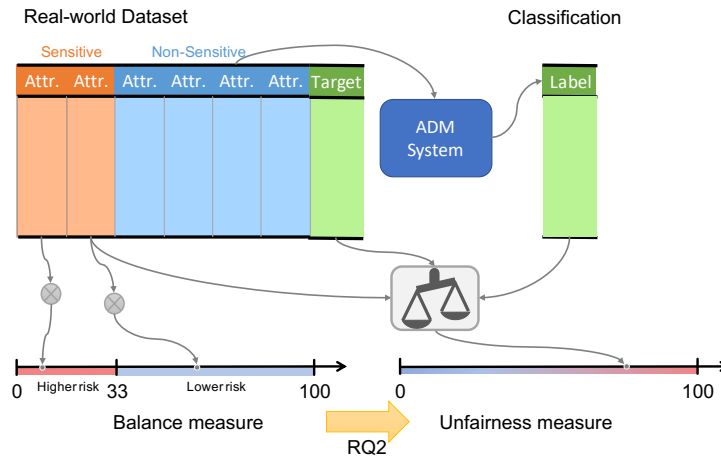 Real-world Dataset
Classification
Sensitive
Non-Sensitive
Attr. Attr. Attr. Attr. Attr. Attr. Target
Label
ADM
System
0 Higher risk 33 Lower risk 100
0 100
Balance measure
Unfairness measure
RQ2